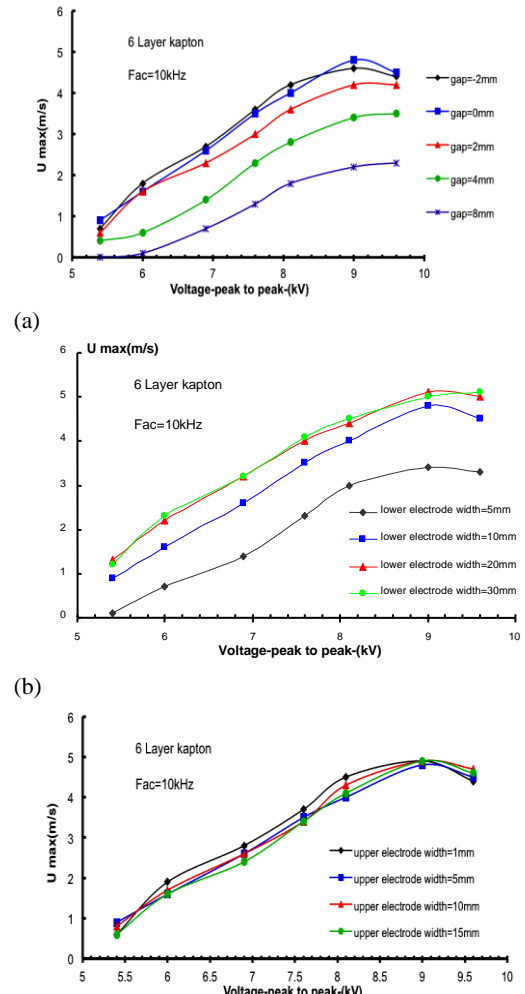 6 Layer kapton
Fac=10kHz
U max(m/s)
6
5
4
3
2
1
0
5 6 7 8 9 10
Voltage-peak to peak-(kV)
gap=-2mm
gap=0mm
gap=2mm
gap=4mm
gap=8mm
(a)
U max(m/s)
6 Layer kapton
Fac=10kHz
6
5
4
3
2
1
0
5 6 7 8 9 10
Voltage-peak to peak-(kV)
lower electrode width=5mm
lower electrode width=10mm
lower electrode width=20mm
lower electrode width=30mm
(b)
6 Layer kapton
Fac=10kHz
U max(m/s)
6
5
4
3
2
1
0
5 5.5 6 6.5 7 7.5 8 8.5 9 9.5 10
Voltage-peak to peak-(kV)
upper electrode width=1mm
upper electrode width=5mm
upper electrode width=10mm
upper electrode width=15mm